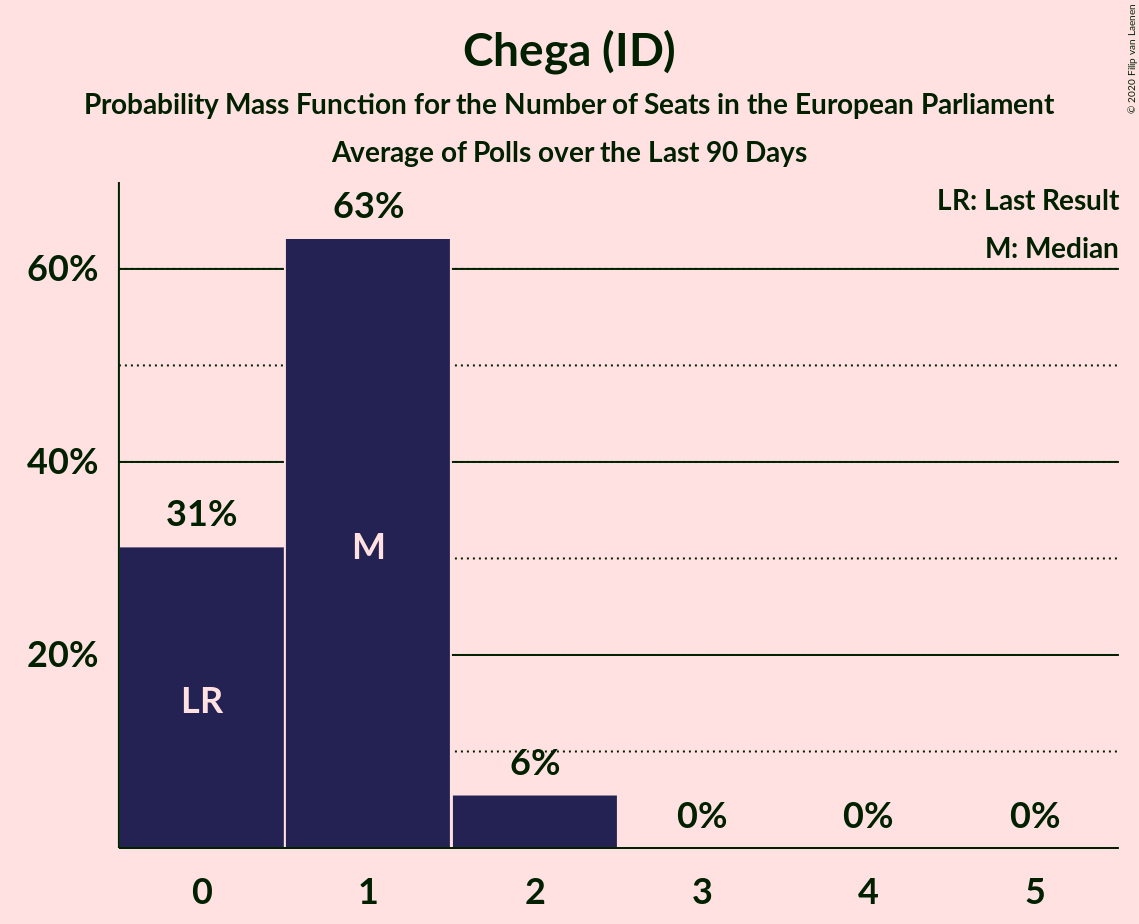 Chega (ID)
Probability Mass Function for the Number of Seats in the European Parliament
Average of Polls over the Last 90 Days
© 2020 Filip van Laenen
LR: Last Result
M: Median
63%
60%
40%
31%
M
20%
LR
6%
0%
0%
0%
0
1
2
3
4
5